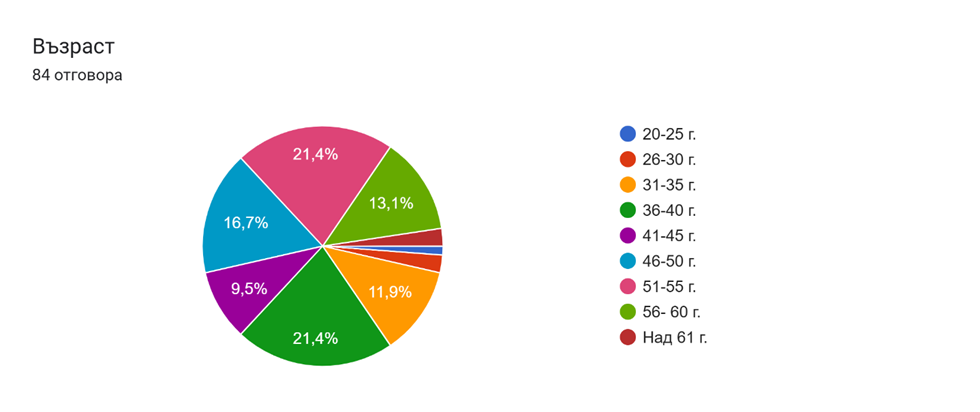 Възраст
84 отговора
21,4%
13,1%
16,7%
9,5%
11,9%
21,4%
20-25 г.
26-30 г.
31-35 г.
36-40 г.
41-45 г.
46-50 г.
51-55 г.
56- 60 г.
Над 61 г.